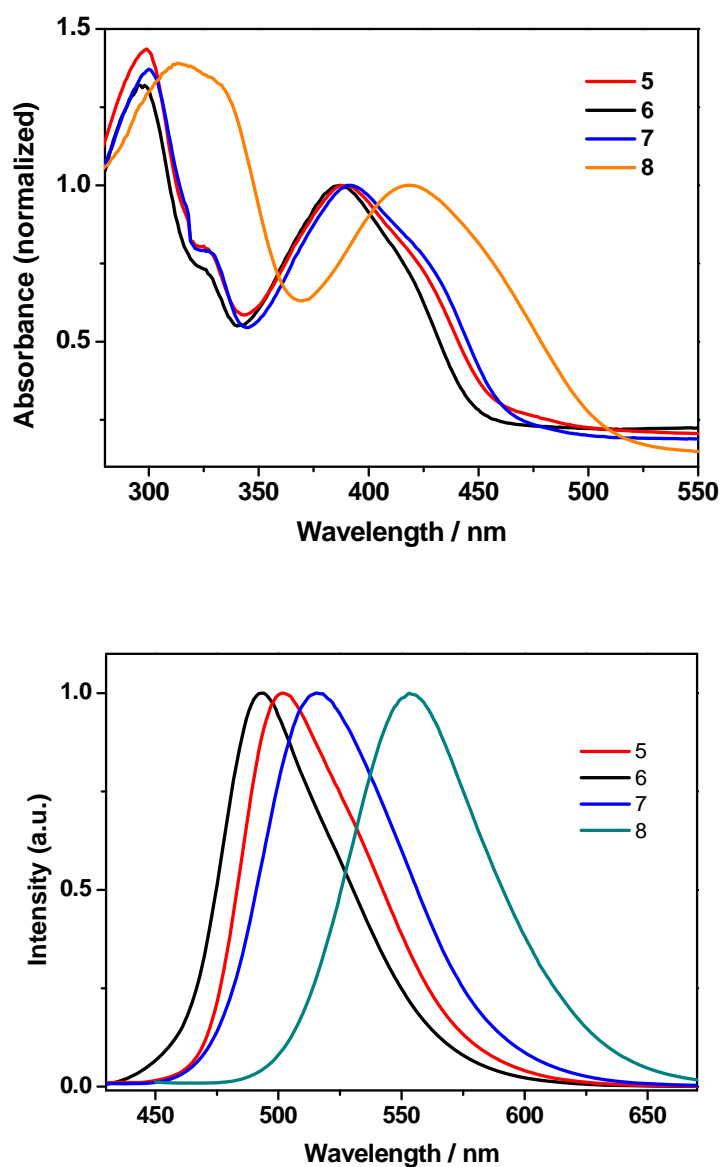 1.5
1.0
0.5
Absorbance (normalized)
5
6
7
8
300 350 400 450 500 550
Wavelength / nm
1.0
0.5
0.0
Intensity (a.u.)
5
6
7
8
450 500 550 600 650
Wavelength / nm